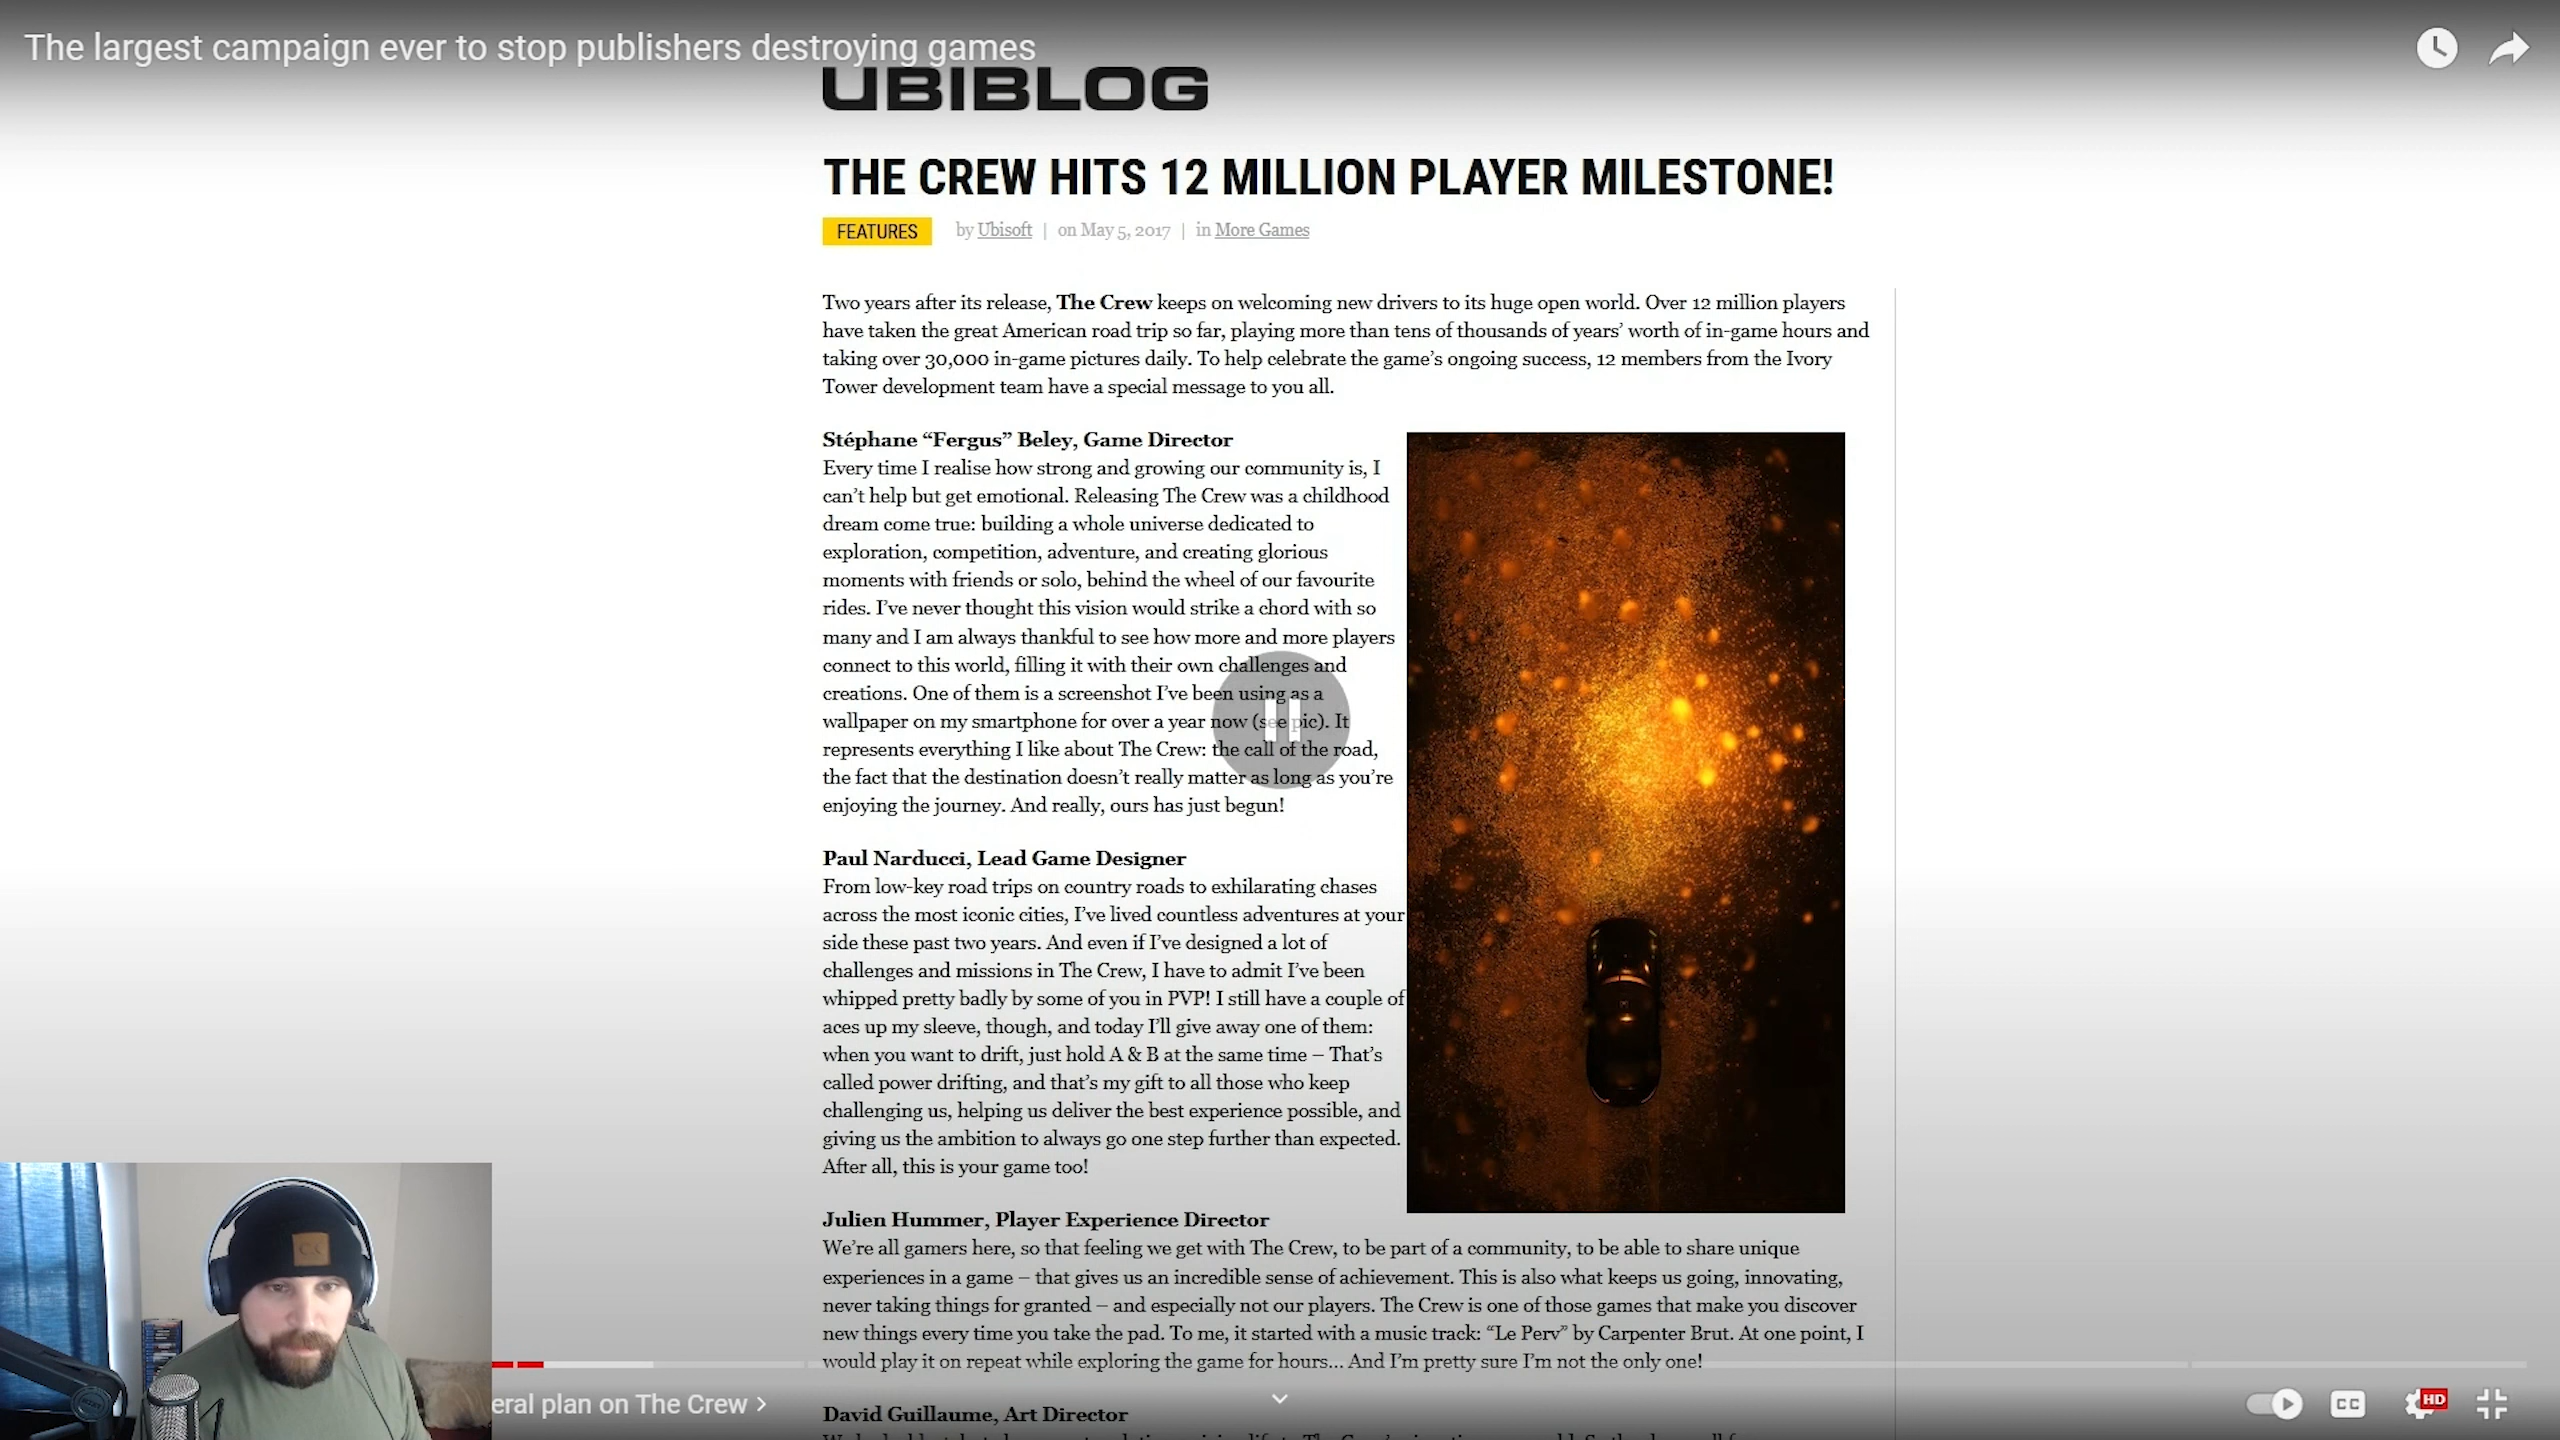 The largest campaign ever to stop publishers destroying games
UBIBLOG
THE CREW HITS 12 MILLION PLAYER MILESTONE!
FEATURES by Ubisoft | on May 5, 2017 | in More Games
Two years after its release, The Crew keeps on welcoming new drivers to its huge open world. Over 12 million players
have taken the great American road trip so far, playing more than tens of thousands of years’ worth of in-game hours and
taking over 30,000 in-game pictures daily. To help celebrate the game’s ongoing success, 12 members from the Ivory
Tower development team have a special message to you all.
Stéphane “Fergus” Beley, Game Director
Every time I realise how strong and growing our community is, I
can’t help but get emotional. Releasing The Crew was a childhood
dream come true: building a whole universe dedicated to
exploration, competition, adventure, and creating glorious
moments with friends or solo, behind the wheel of our favourite
rides. I’ve never thought this vision would strike a chord with so
many and I am always thankful to see how more and more players
connect to this world, filling it with their own challenges and
creations. One of them is a screenshot I’ve been using as a
wallpaper on my smartphone for over a year now (see pic). It
represents everything I like about The Crew: the call of the road,
the fact that the destination doesn’t really matter as long as you’re
enjoying the journey. And really, ours has just begun!
Paul Narducci, Lead Game Designer
From low-key road trips on country roads to exhilarating chases
across the most iconic cities, I’ve lived countless adventures at your
side these past two years. And even if I’ve designed a lot of
challenges and missions in The Crew, I have to admit I’ve been
whipped pretty badly by some of you in PVP! I still have a couple of
aces up my sleeve, though, and today I’ll give away one of them:
when you want to drift, just hold A & B at the same time – That’s
called power drifting, and that’s my gift to all those who keep
challenging us, helping us deliver the best experience possible, and
giving us the ambition to always go one step further than expected.
After all, this is your game too!
Julien Hummer, Player Experience Director
We’re all gamers here, so that feeling we get with The Crew, to be part of a community, to be able to share unique
experiences in a game – that gives us an incredible sense of achievement. This is also what keeps us going, innovating,
never taking things for granted – and especially not our players. The Crew is one of those games that make you discover
new things every time you take the pad. To me, it started with a music track: “Le Perv” by Carpenter Brut. At one point, I
would play it on repeat while exploring the game for hours... And I’m pretty sure I’m not the only one!
David Guillaume, Art Director
eral plan on The Crew >
CC
HD
C.C